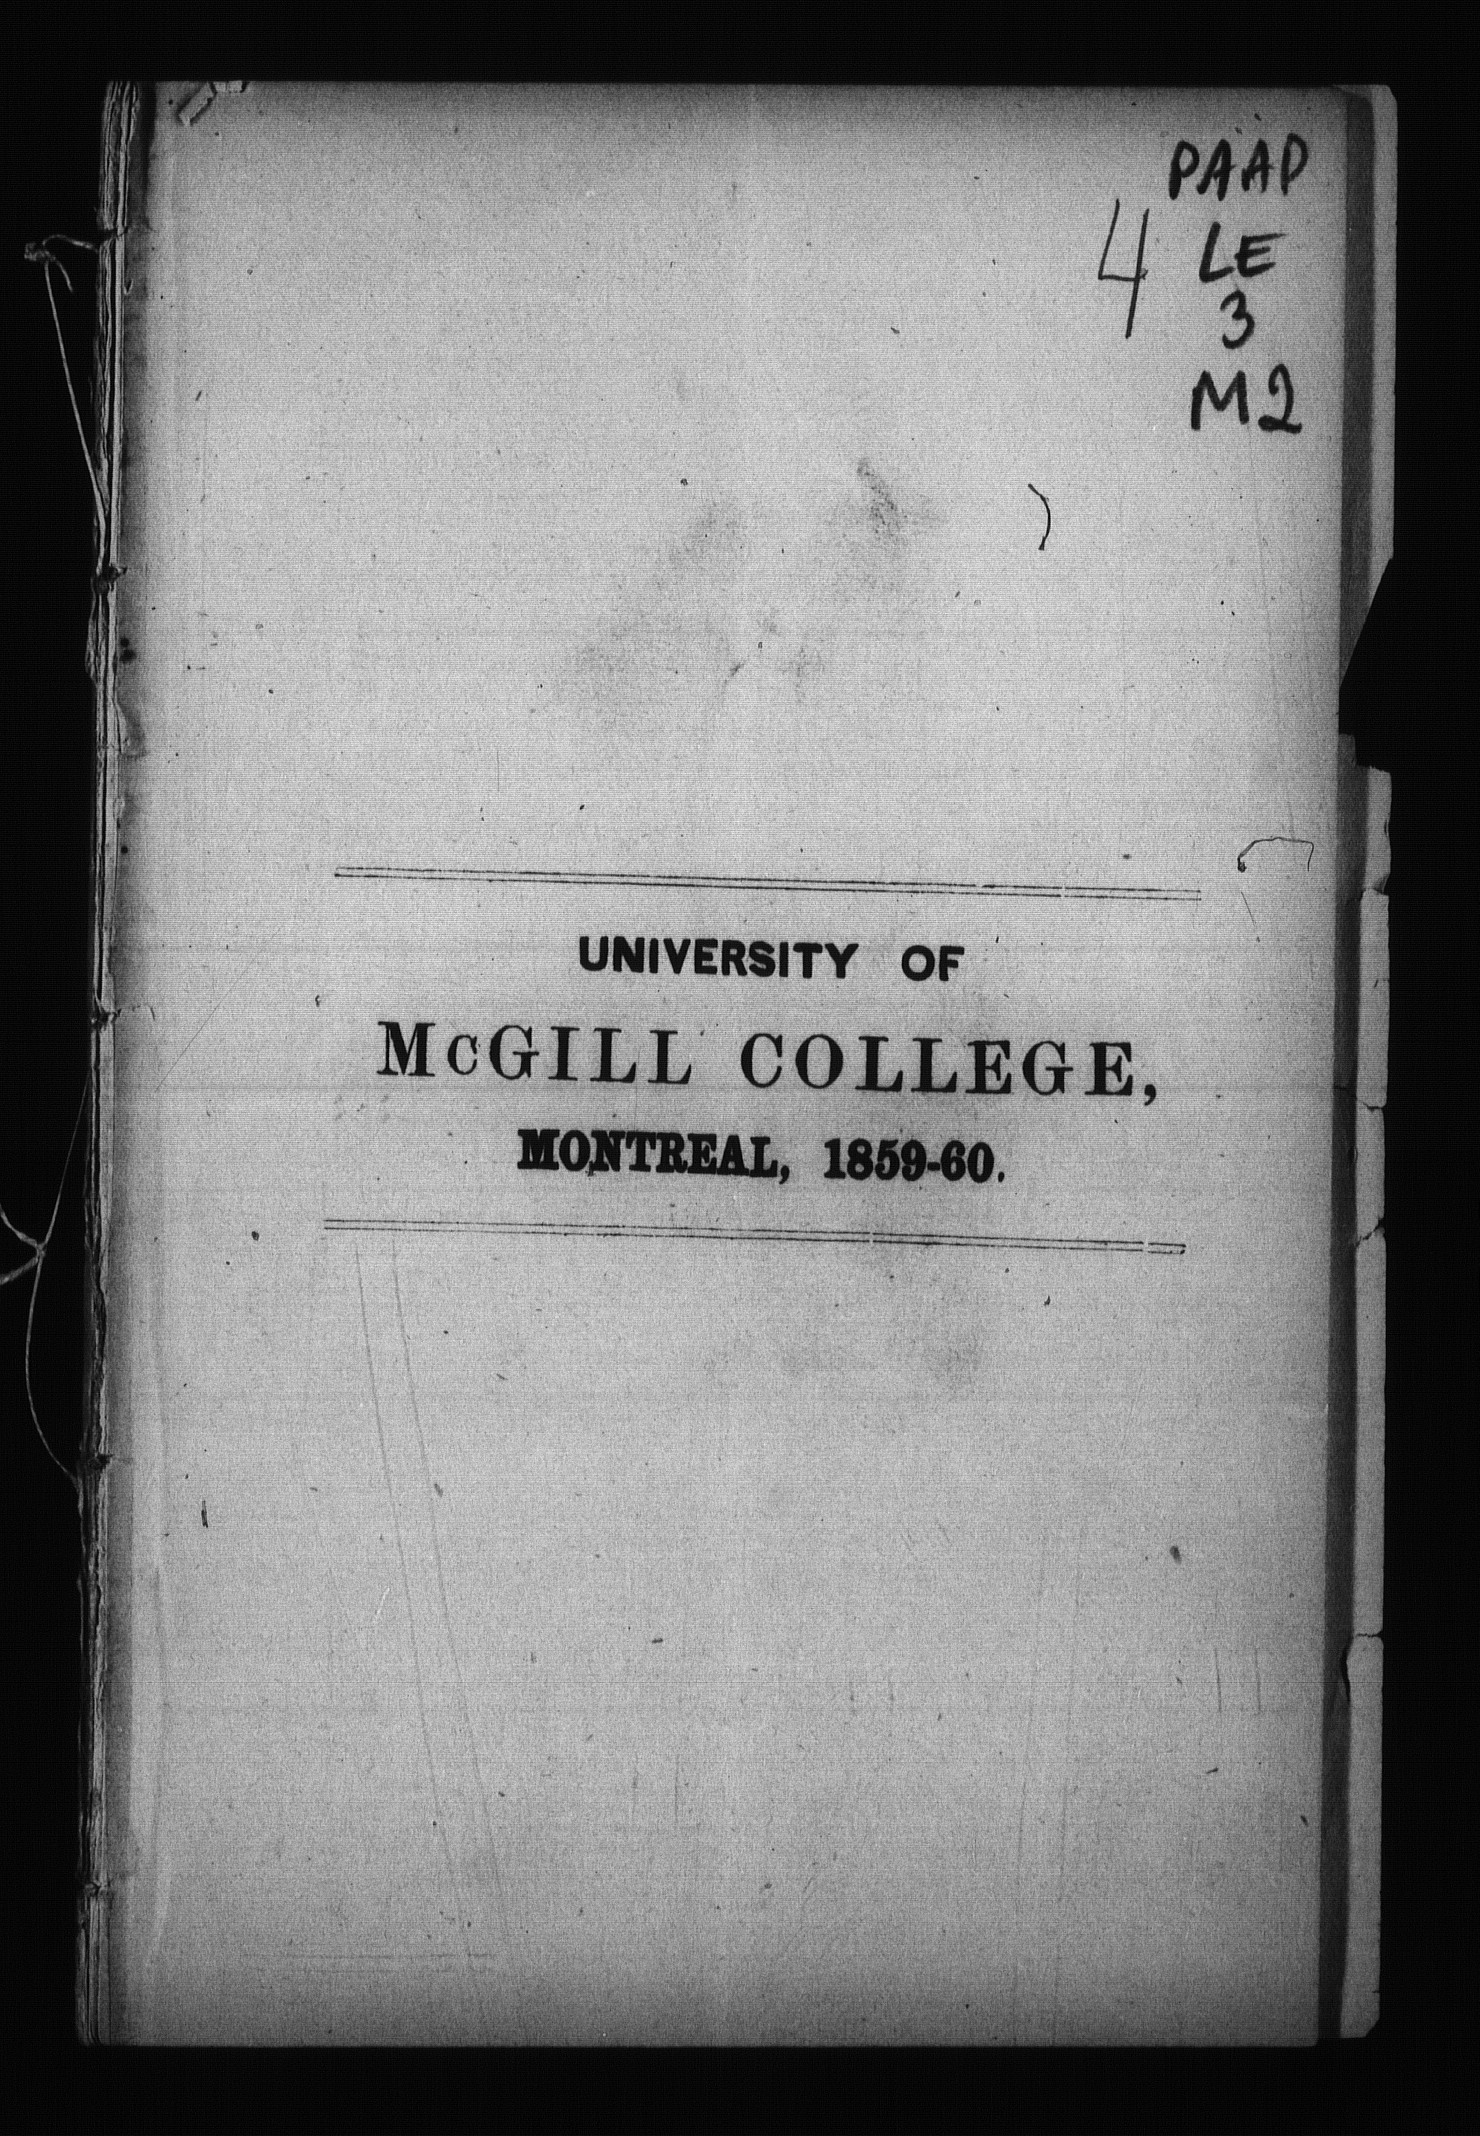 PAAP
4 LE
3
M2
UNIVERSITY OF
McGILL COLLEGE,
MONTREAL, 1859-60.